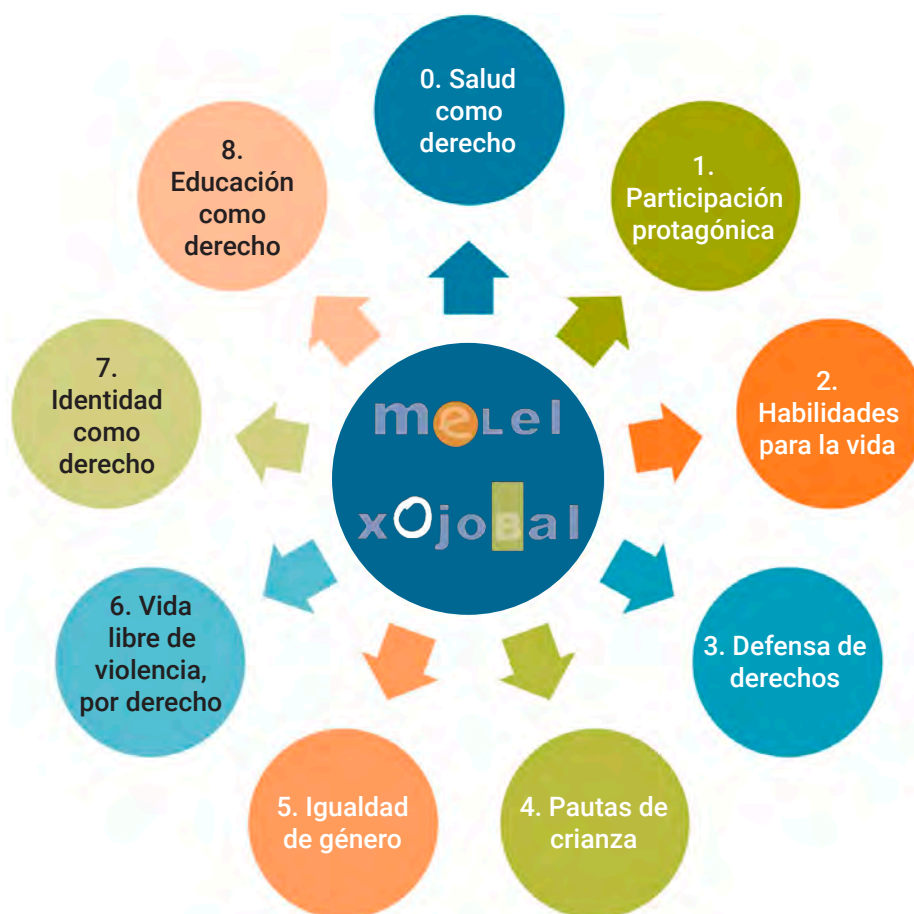 0. Salud
como
derecho
1.
Participación
protagónica
2.
Habilidades
para la vida
3. Defensa de
derechos
4. Pautas de
crianza
5. Igualdad
de género
6. Vida
libre de
violencia,
por derecho
7.
Identidad
como
derecho
8.
Educación
como
derecho
meLel
xOjoBal